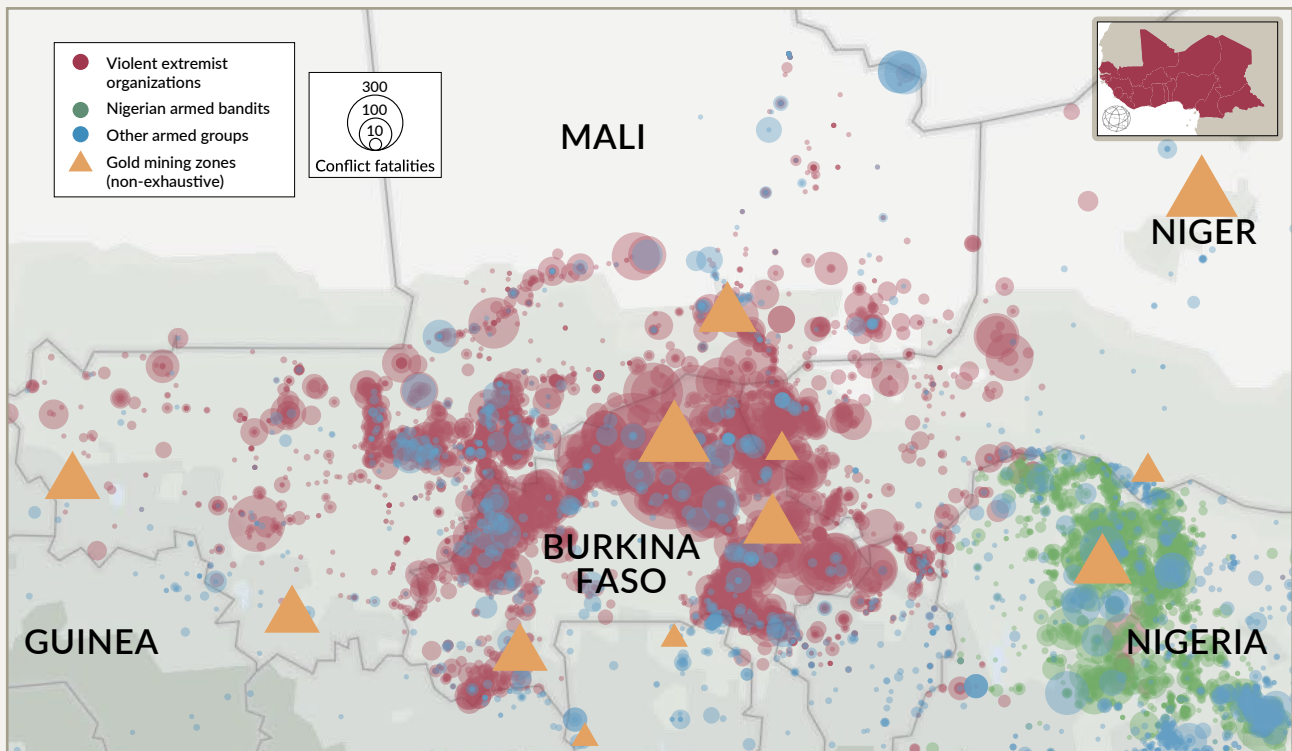 Violent extremist
organizations
Nigerian armed bandits
Other armed groups
Gold mining zones
(non-exhaustive)
300
100
10
Conflict fatalities
MALI
NIGER
BURKINA
FASO
GUINEA
NIGERIA